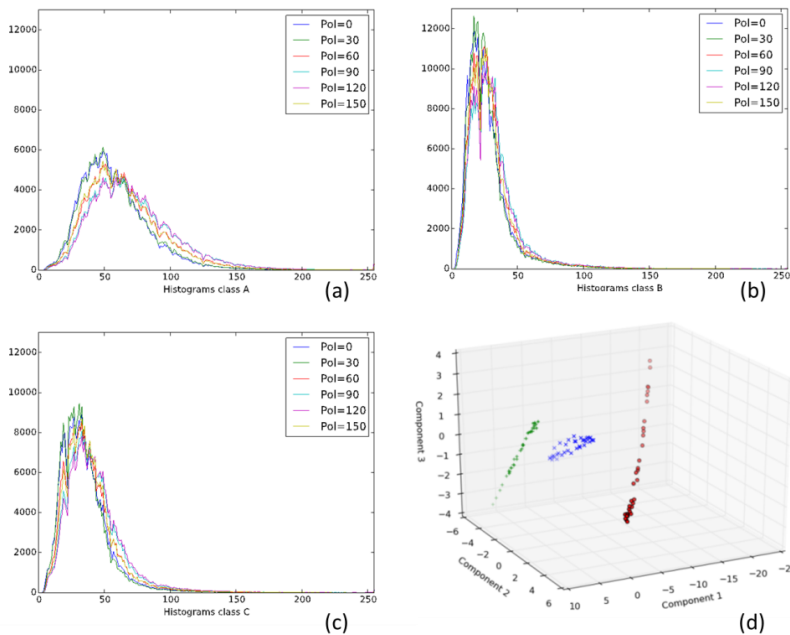 12000
10000
8000
6000
4000
2000
0
0
50
100
150
200
250
Pol=0
Pol=30
Pol=60
Pol=90
Pol=120
Pol=150
Histograms class A
(a)
12000
10000
8000
6000
4000
2000
0
0
50
100
150
200
250
Pol=0
Pol=30
Pol=60
Pol=90
Pol=120
Pol=150
Histograms class B
(b)
12000
10000
8000
6000
4000
2000
0
0
50
100
150
200
250
Pol=0
Pol=30
Pol=60
Pol=90
Pol=120
Pol=150
Histograms class C
(c)
4
3
2
1
0
−1
−2
−3
−4
Component 3
−6
−4
−2
0
2
4
6
Component 2
10
5
0
−5
−10
−15
−20
Component 1
(d)